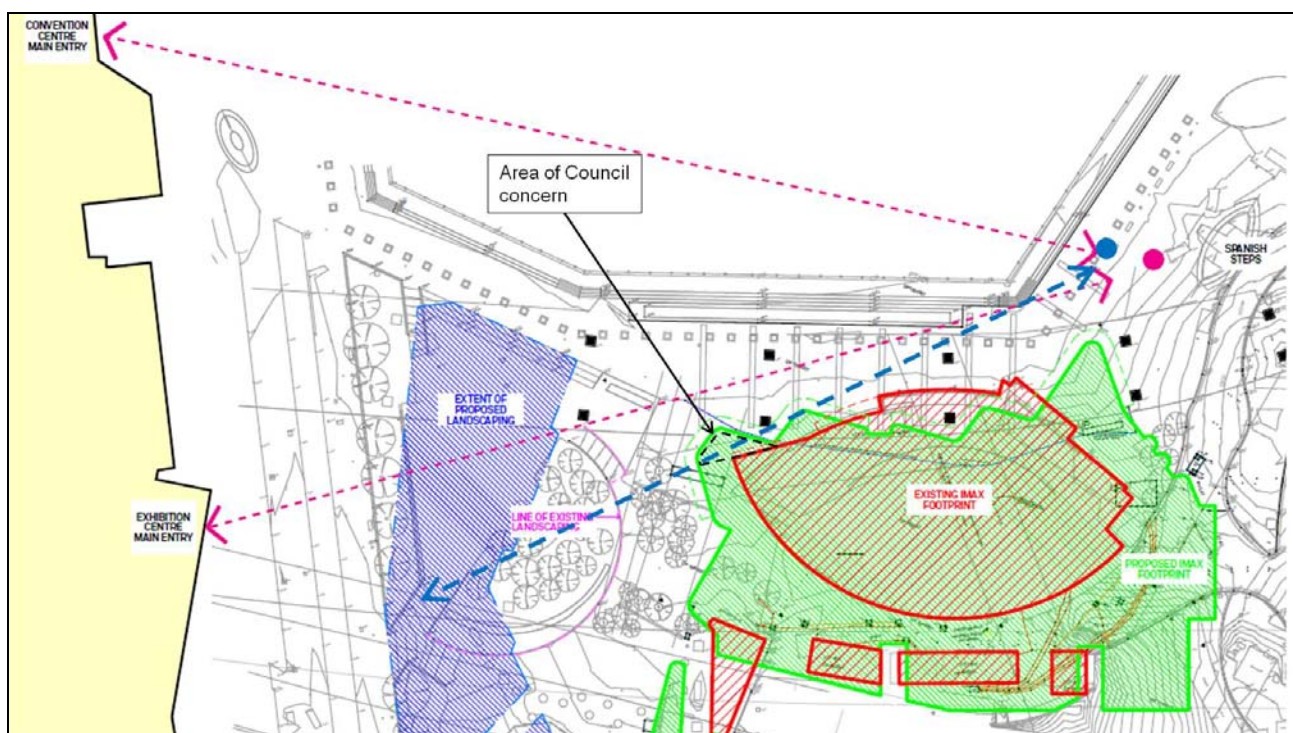 CONVENTION
CENTRE
MAIN ENTRY
Area of Council
concern
SPANISH
STEPS
EXTENT OF
PROPOSED
LANDSCAPING
EXISTING IMAX
FOOTPRINT
LINE OF EXISTING
LANDSCAPING
EXHIBITION
CENTRE
MAIN ENTRY
PROPOSED IMAX
FOOTPRINT